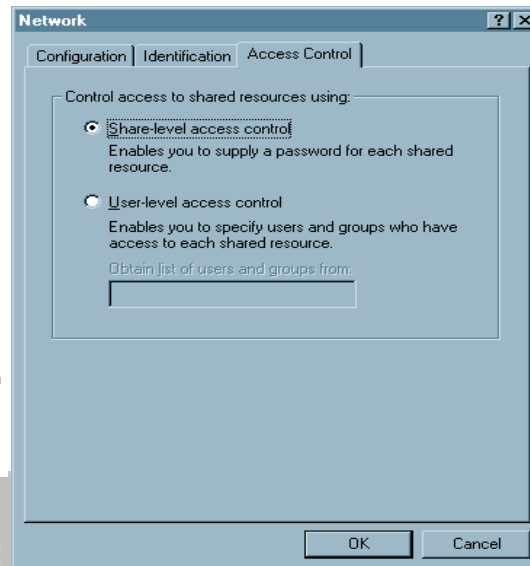 Network
Configuration Identification Access Control
Control access to shared resources using:
Share-level access control
Enables you to supply a password for each shared
resource.
User-level access control
Enables you to specify users and groups who have
access to each shared resource.
Obtain list of users and groups from:
OK Cancel